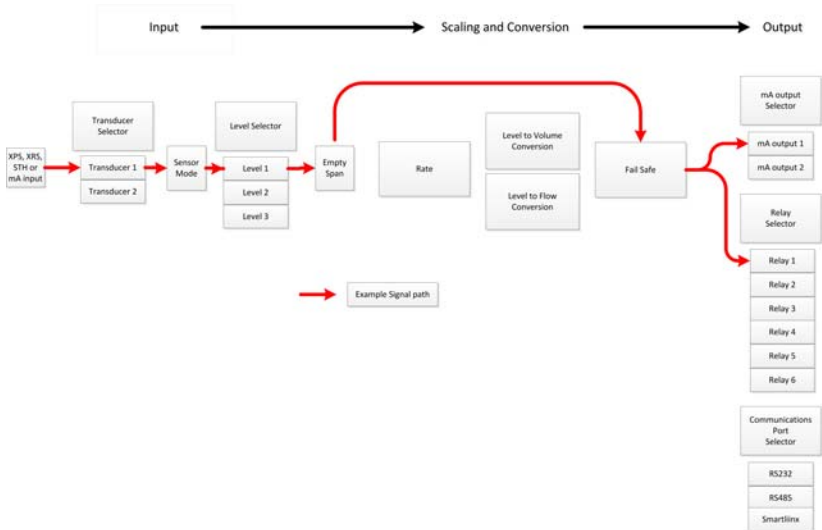 Input
Scaling and Conversion
Output
Transducer
Selector
Level Selector
mA output
Selector
XPS, XRS,
STH or
mA input
Transducer 1
Transducer 2
Sensor
Mode
Level 1
Level 2
Level 3
Empty
Span
Rate
Level to Volume
Conversion
Level to Flow
Conversion
Fail Safe
mA output 1
mA output 2
Relay
Selector
Relay 1
Relay 2
Relay 3
Relay 4
Relay 5
Relay 6
Example Signal path
Communications
Port
Selector
RS232
RS485
Smartlinx